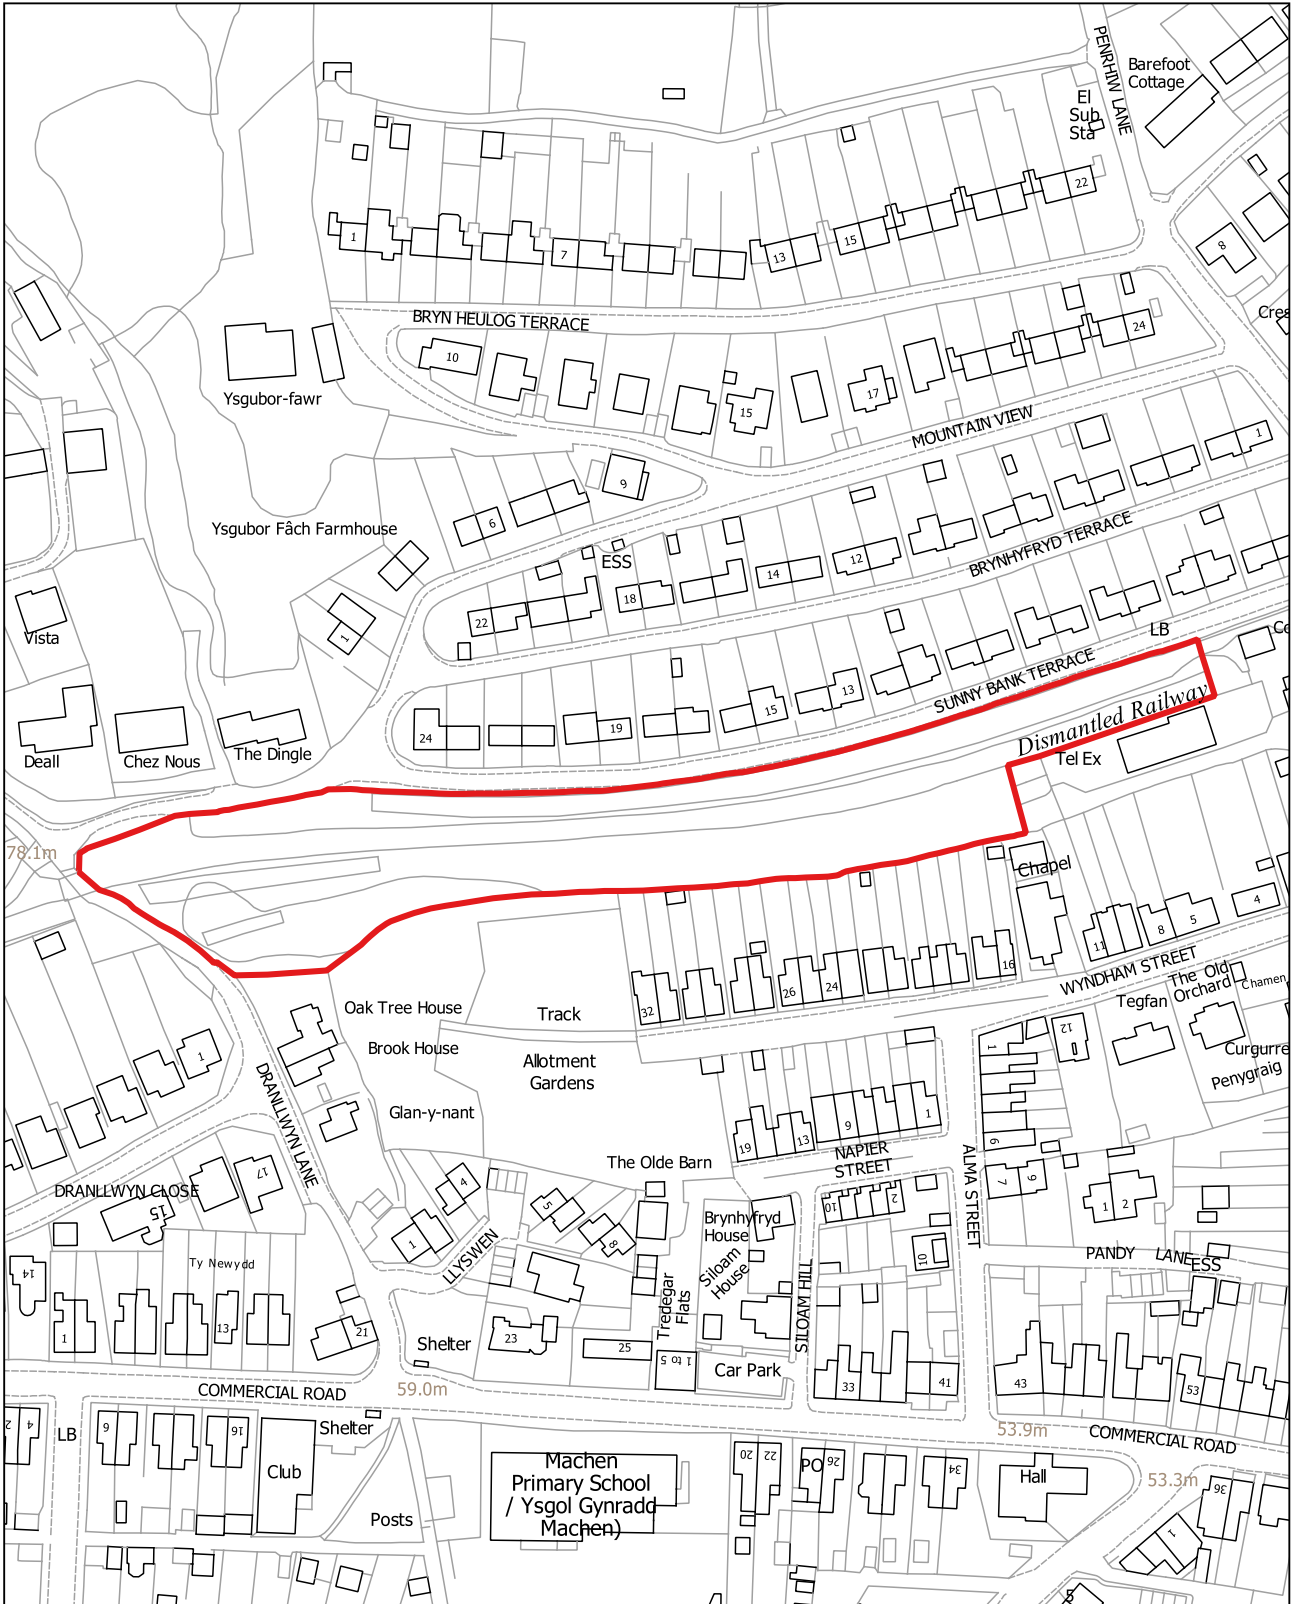 PENRHIW LANE
Barefoot
Cottage
El
Sub
Sta
22
1
7
13
15
8
Cres
BRYN HEULOG TERRACE
24
10
Ysgubor-fawr
15
17
MOUNTAIN VIEW
1
9
6
Ysgubor Fâch Farmhouse
ESS
BRYNHYFRYD TERRACE
12
14
18
22
1
Vista
LB
Ce
SUNNY BANK TERRACE
13
15
19
24
Deall
Chez Nous
The Dingle
Dismantled Railway
Tel Ex
78.1m
Chapel
4
5
8
11
WYNDHAM STREET
16
24
26
32
The Old
Orchard
Chamen
Tegfan
Oak Tree House
Track
12
1
Brook House
Allotment
Gardens
Curgurre
Penygraig
1
DRANLLWYN LANE
Glan-y-nant
1
9
13
19
6
NAPIER
STREET
ALMA STREET
The Olde Barn
7
9
1
2
17
DRANLLWYN CLOSE
15
4
5
8
1
LLYSWEN
Brynhyfryd
House
Siloam
House
10
2
10
SILOAM HILL
PANDY LANE
ESS
Ty Newydd
14
1
13
21
Shelter
23
25
Tredegar
Flats
1 to 5
Car Park
33
41
43
53
COMMERCIAL ROAD
59.0m
53.9m
COMMERCIAL ROAD
53.3m
2
4
LB
6
16
Shelter
Club
Posts
Machen
Primary School
/ Ysgol Gynradd
Machen)
20
22
PO
26
34
Hall
36
1
5